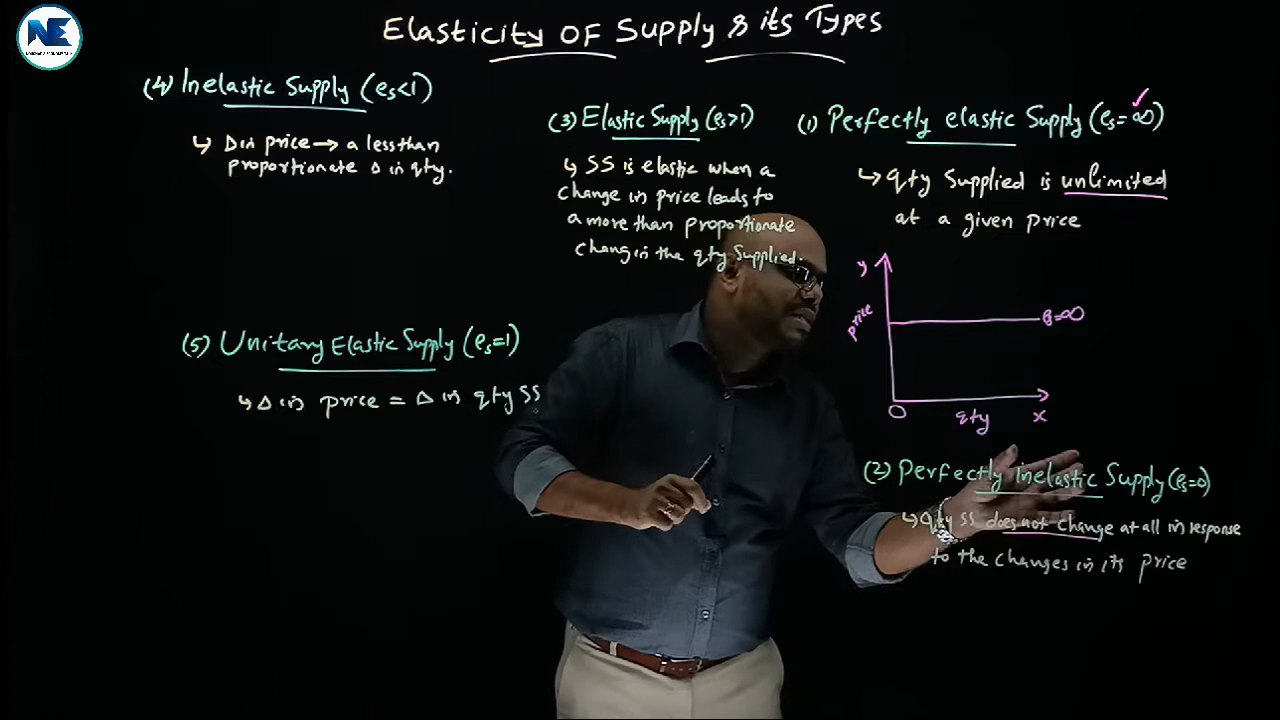 NE
Elasticity OF Supply & its Types
(4) Inelastic Supply (es<1)
↳ Δ in price → a less than
proportionate Δ in qty.
(3) Elastic Supply (es>1)
↳ SS is elastic when a
change in price leads to
a more than proportionate
chang in the qty Supplied.
(1) Perfectly elastic Supply (es=∞) ✓
↳ qty Supplied is unlimited
at a given price
y
price
es=∞
O
qty
x
(5) Unitary Elastic Supply (es=1)
↳ Δ in price = Δ in qty SS
(2) Perfectly inelastic Supply (es=0)
↳ Qty SS does not change at all in response
to the changes in its price